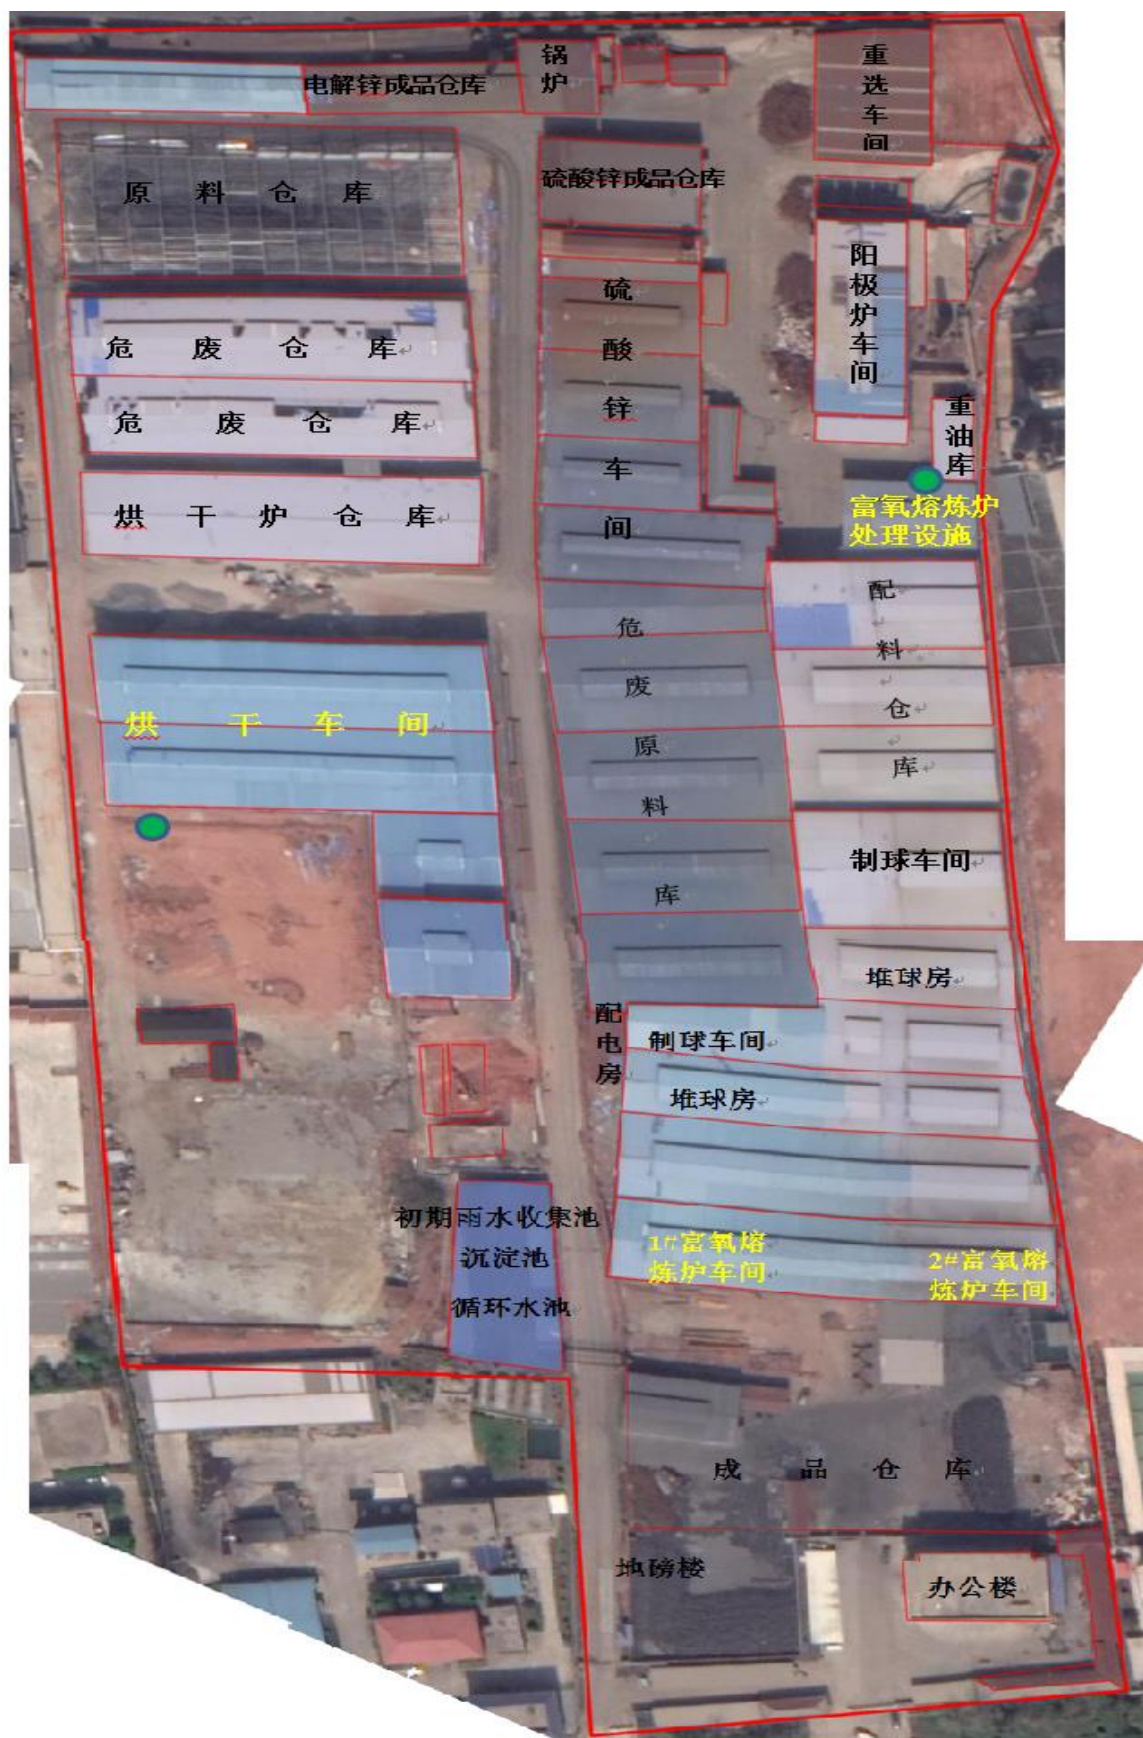 电解锌成品仓库
锅炉
重选车间
原料仓库
硫酸锌成品仓库
阳极炉车间
硫酸锌车间
危废仓库
危废仓库
重油库
烘干炉仓库
富氧熔炼炉
处理设施
配料仓库
危废原料库
烘干车间
制球车间
堆球房
配电房
制球车间
堆球房
初期雨水收集池
沉淀池
循环水池
1#富氧熔
炼炉车间
2#富氧熔
炼炉车间
成品仓库
地磅楼
办公楼